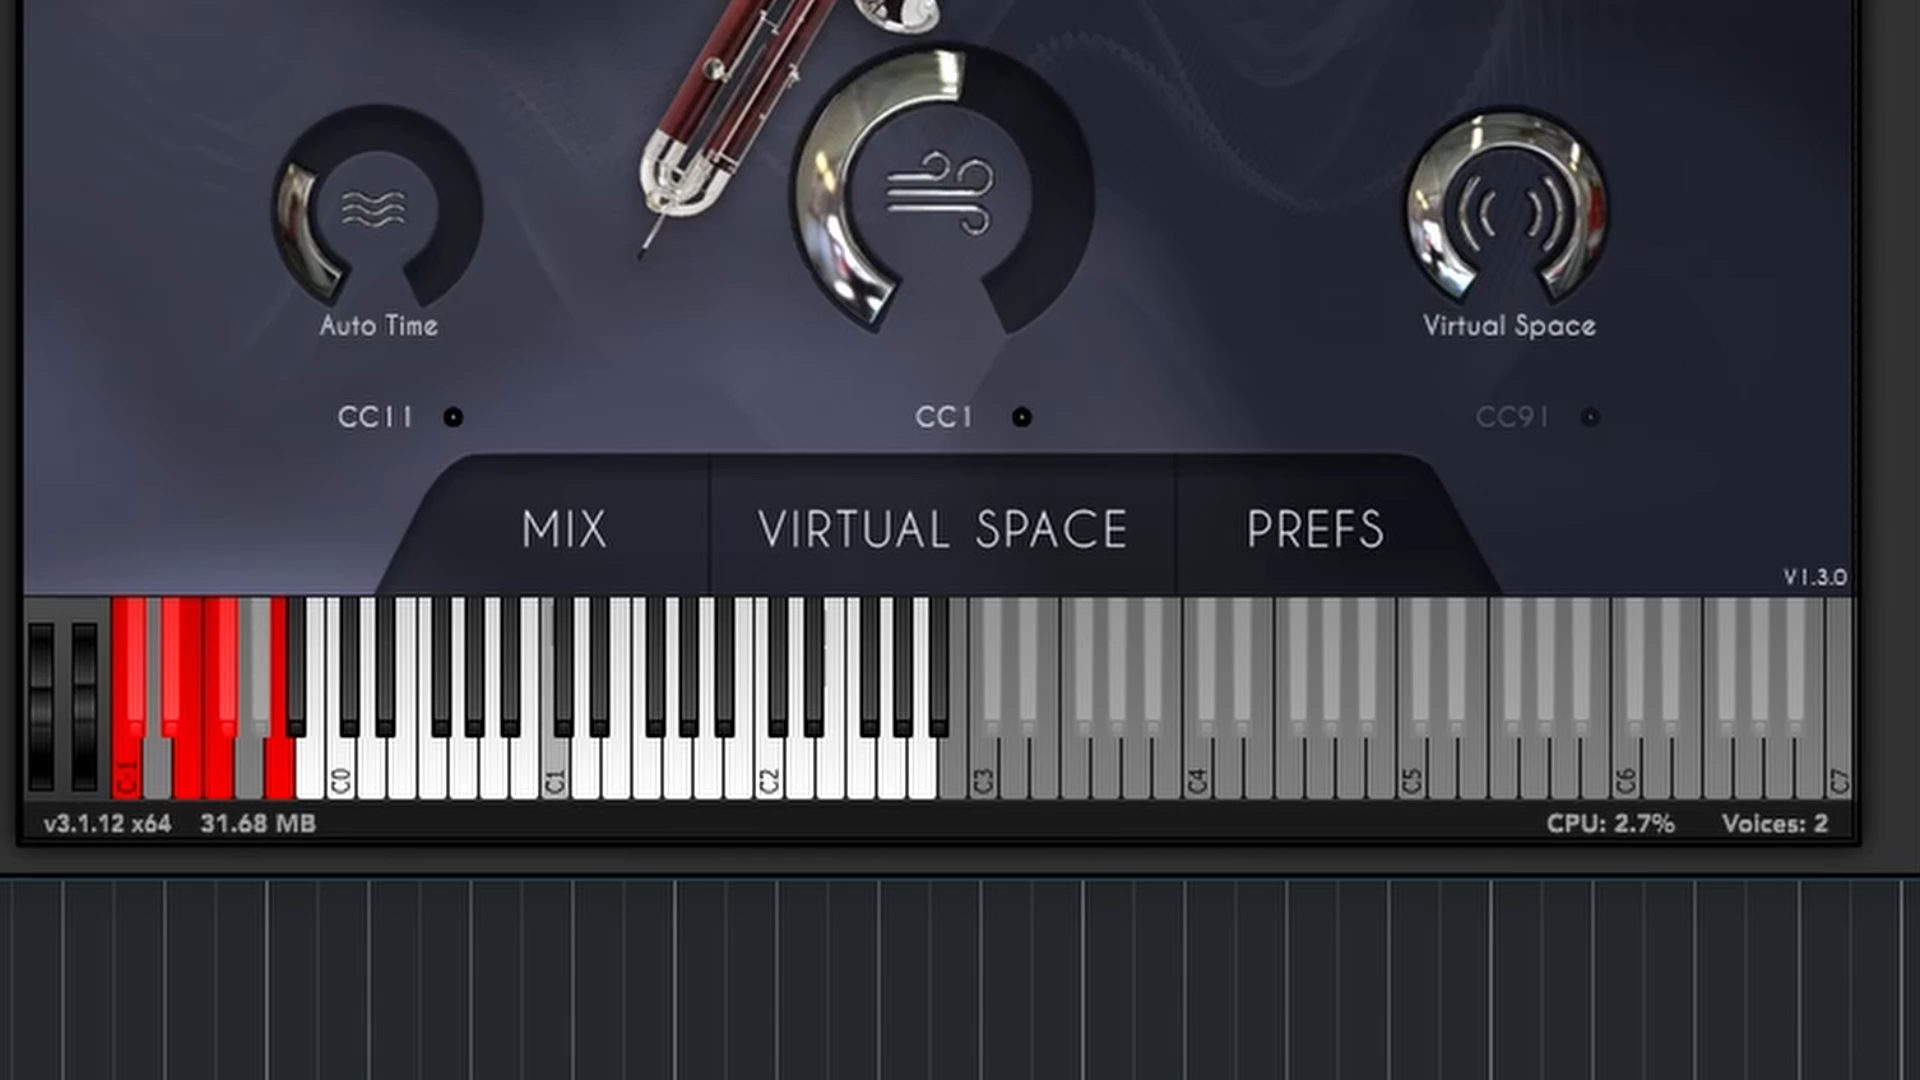 Auto Time
Virtual Space
CC11
CC1
CC91
MIX
VIRTUAL SPACE
PREFS
V1.3.0
C-1
C0
C1
C2
C3
C4
C5
C6
C7
v3.1.12 x64 31.68 MB
CPU: 2.7% Voices: 2